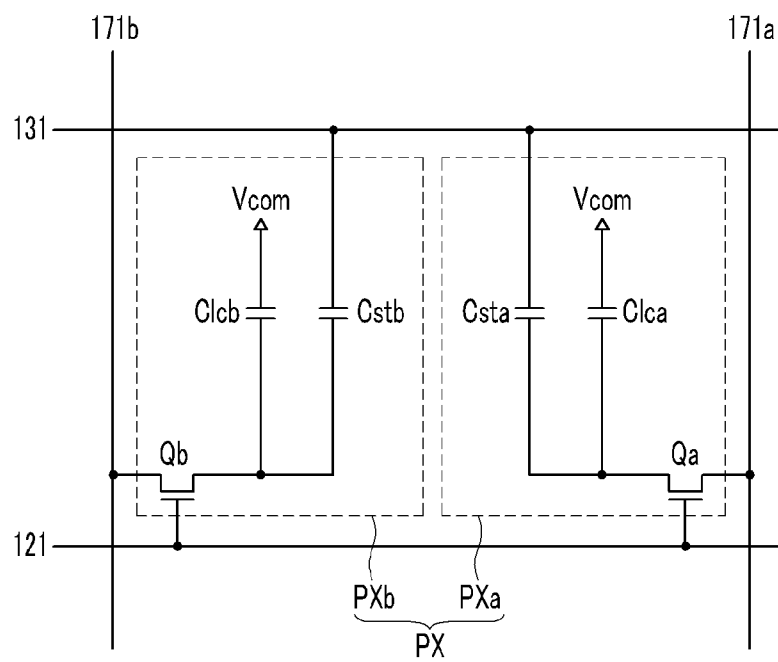 171b 171a
131
Vcom Vcom
Clcb Cstb Csta Clca
Qb Qa
121
PXb PXa
PX